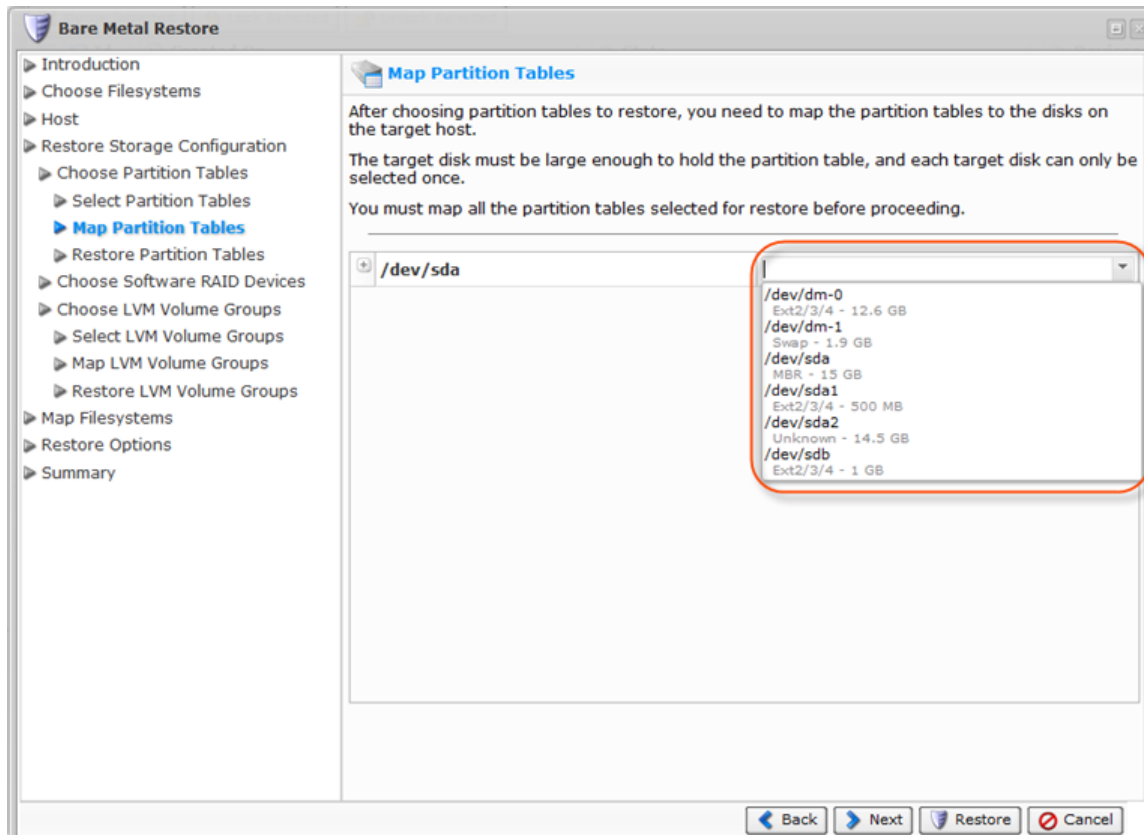 Bare Metal Restore
Introduction
Choose Filesystems
Host
Restore Storage Configuration
Choose Partition Tables
Select Partition Tables
Map Partition Tables
Restore Partition Tables
Choose Software RAID Devices
Choose LVM Volume Groups
Select LVM Volume Groups
Map LVM Volume Groups
Restore LVM Volume Groups
Map Filesystems
Restore Options
Summary
Map Partition Tables
After choosing partition tables to restore, you need to map the partition tables to the disks on
the target host.
The target disk must be large enough to hold the partition table, and each target disk can only be
selected once.
You must map all the partition tables selected for restore before proceeding.
/dev/sda
/dev/dm-0
Ext2/3/4 - 12.6 GB
/dev/dm-1
Swap - 1.9 GB
/dev/sda
MBR - 15 GB
/dev/sda1
Ext2/3/4 - 500 MB
/dev/sda2
Unknown - 14.5 GB
/dev/sdb
Ext2/3/4 - 1 GB
Back Next Restore Cancel